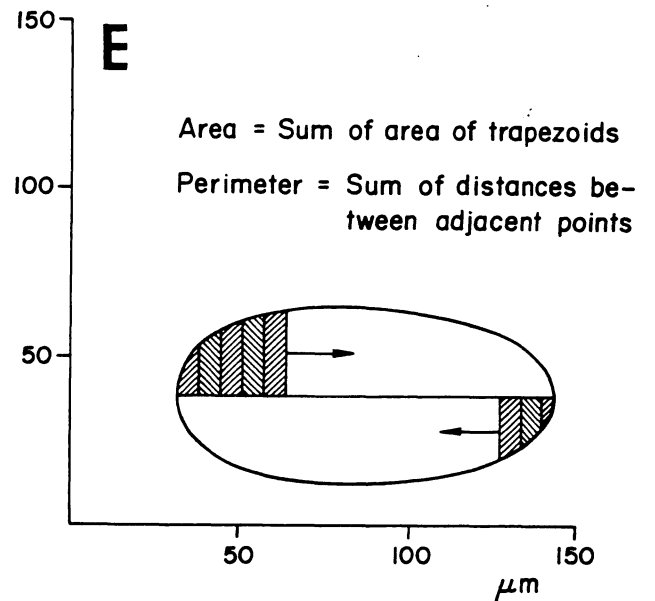 150
E
Area = Sum of area of trapezoids
100
Perimeter = Sum of distances be-
tween adjacent points
50
50
100
150
μm